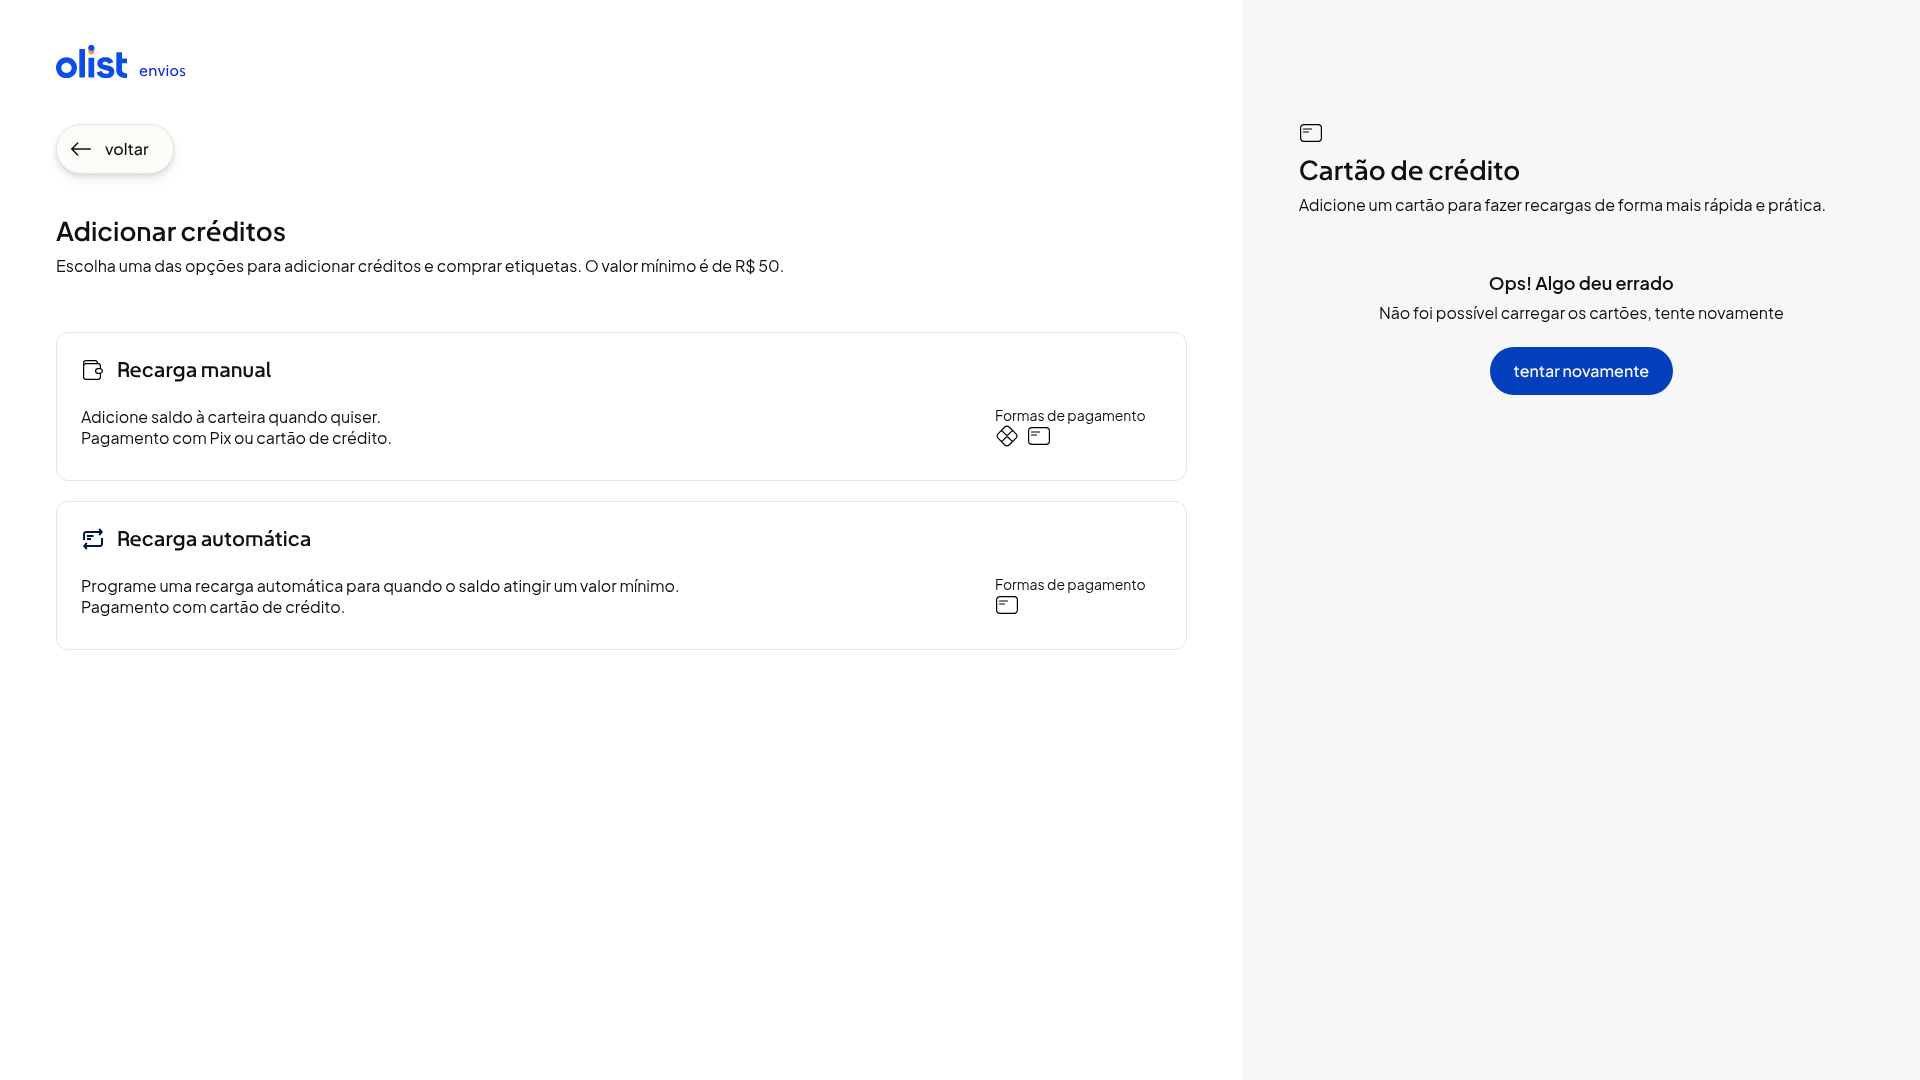 olist envios
voltar
Adicionar créditos
Escolha uma das opções para adicionar créditos e comprar etiquetas. O valor mínimo é de R$ 50.
Recarga manual
Adicione saldo à carteira quando quiser.
Pagamento com Pix ou cartão de crédito.
Formas de pagamento
Recarga automática
Programe uma recarga automática para quando o saldo atingir um valor mínimo.
Pagamento com cartão de crédito.
Formas de pagamento
Cartão de crédito
Adicione um cartão para fazer recargas de forma mais rápida e prática.
Ops! Algo deu errado
Não foi possível carregar os cartões, tente novamente
tentar novamente